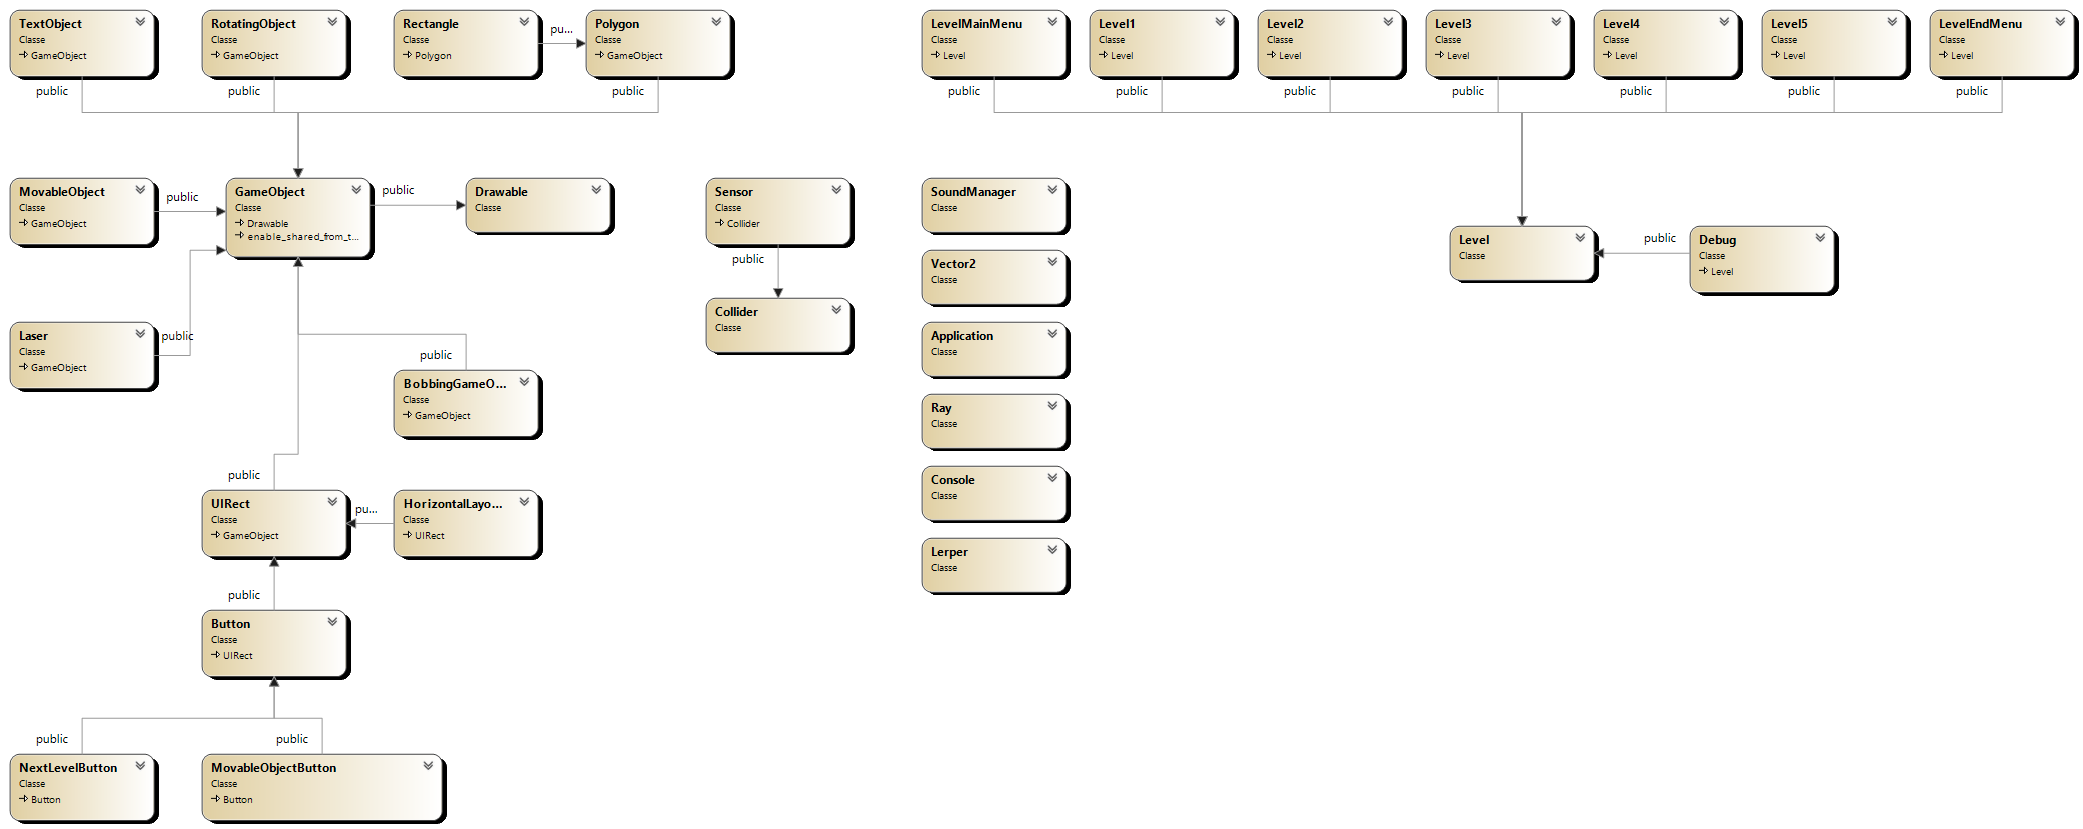 TextObject
Classe
GameObject
RotatingObject
Classe
GameObject
Rectangle
Classe
Polygon
pu...
Polygon
Classe
GameObject
LevelMainMenu
Classe
Level
Level1
Classe
Level
Level2
Classe
Level
Level3
Classe
Level
Level4
Classe
Level
Level5
Classe
Level
LevelEndMenu
Classe
Level
public
public
public
public
public
public
public
public
public
public
MovableObject
Classe
GameObject
public
GameObject
Classe
Drawable
enable_shared_from_t...
public
Drawable
Classe
Sensor
Classe
Collider
public
Collider
Classe
SoundManager
Classe
Vector2
Classe
Application
Classe
Ray
Classe
Console
Classe
Lerper
Classe
Level
Classe
public
Debug
Classe
Level
Laser
Classe
GameObject
public
public
BobbingGameO...
Classe
GameObject
public
UIRect
Classe
GameObject
pu...
HorizontalLayo...
Classe
UIRect
public
Button
Classe
UIRect
public
public
NextLevelButton
Classe
Button
MovableObjectButton
Classe
Button